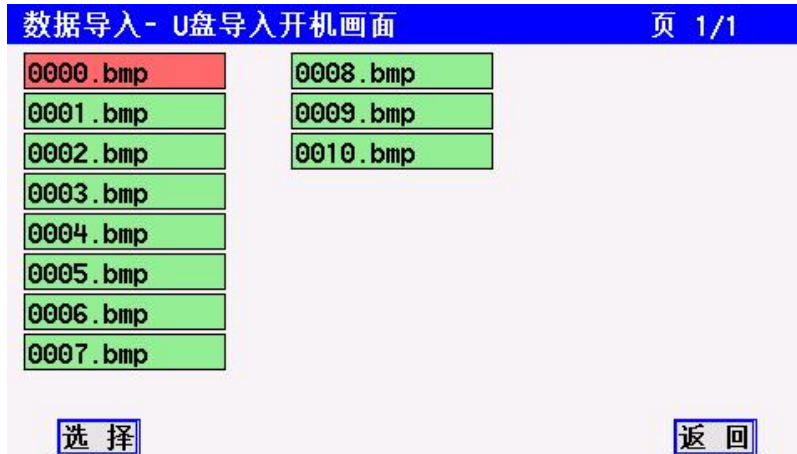 数据导入- U盘导入开机画面 页 1/1
0000.bmp
0001.bmp
0002.bmp
0003.bmp
0004.bmp
0005.bmp
0006.bmp
0007.bmp
0008.bmp
0009.bmp
0010.bmp
选 择
返 回